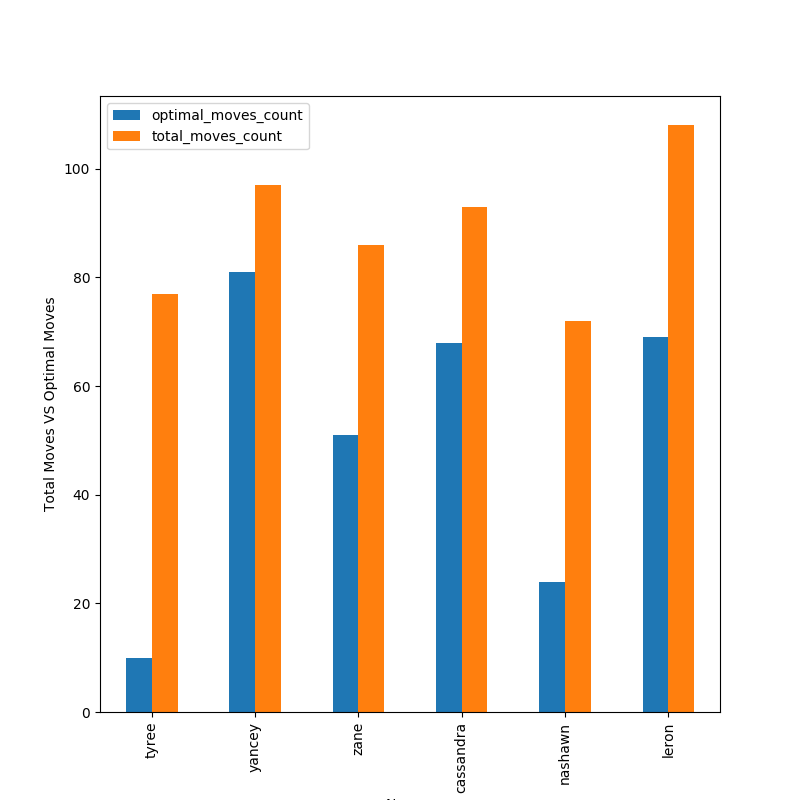 optimal_moves_count
total_moves_count
100
80
60
40
20
0
Total Moves VS Optimal Moves
tyree
yancey
zane
cassandra
nashawn
leron